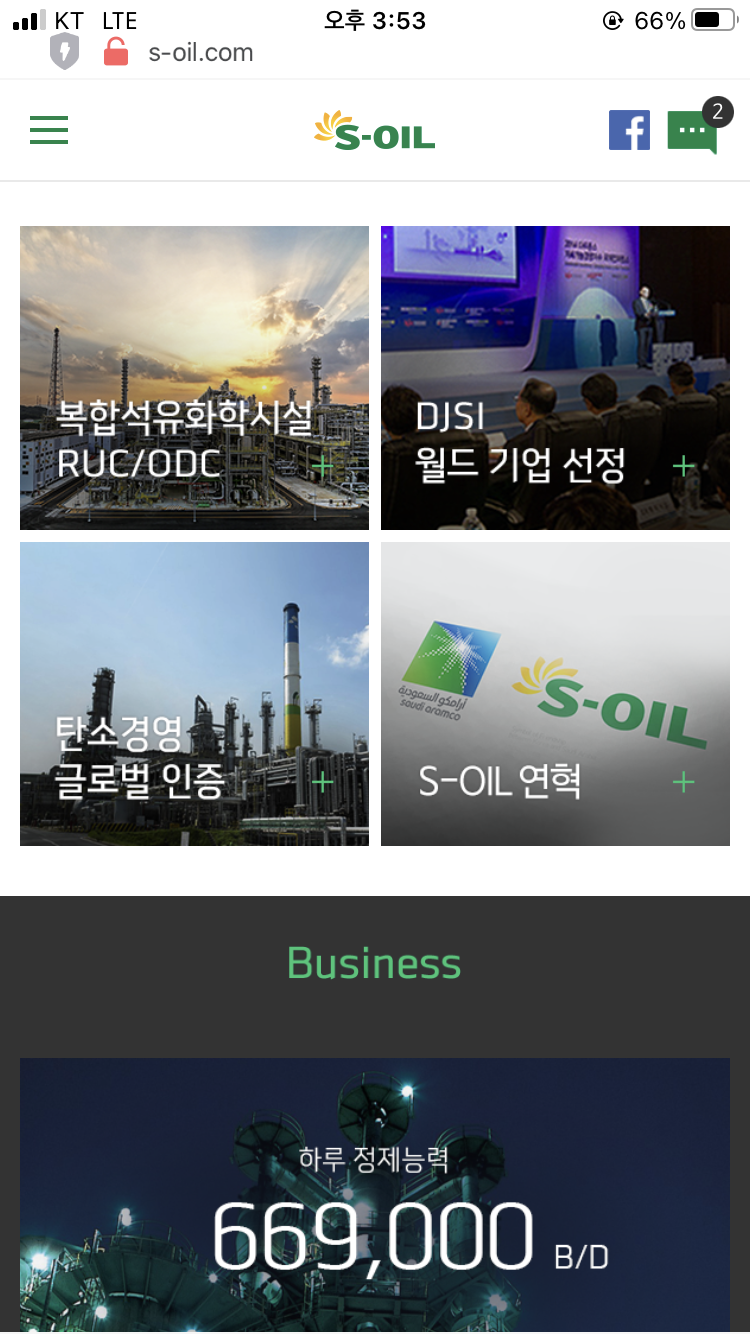 KT LTE 오후 3:53 66%
s-oil.com
S-OIL
2
복합석유화학시설
RUC/ODC +
DJSI
월드 기업 선정 +
탄소경영
글로벌 인증 +
أرامكو السعودية
saudi aramco
S-OIL
S-OIL 연혁 +
Business
하루 정제능력
669,000 B/D